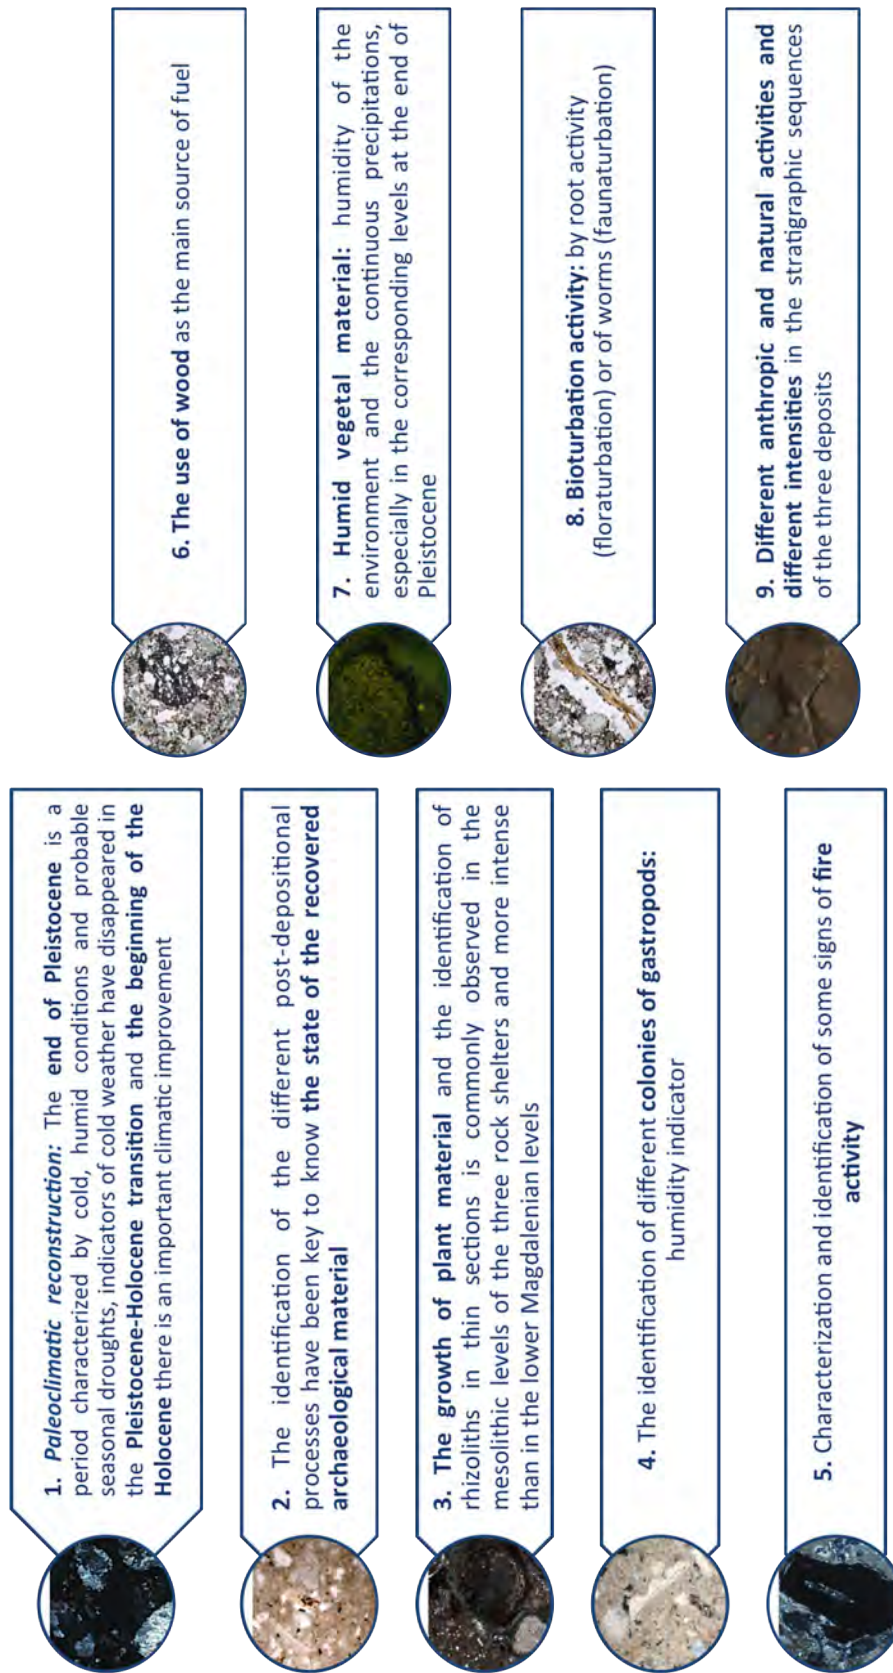 1. Paleoclimatic reconstruction: The end of Pleistocene is a
period characterized by cold, humid conditions and probable
seasonal droughts, indicators of cold weather have disappeared in
the Pleistocene-Holocene transition and the beginning of the
Holocene there is an important climatic improvement
2. The identification of the different post-depositional
processes have been key to know the state of the recovered
archaeological material
3. The growth of plant material and the identification of
rhizoliths in thin sections is commonly observed in the
mesolithic levels of the three rock shelters and more intense
than in the lower Magdalenian levels
4. The identification of different colonies of gastropods:
humidity indicator
5. Characterization and identification of some signs of fire
activity
6. The use of wood as the main source of fuel
7. Humid vegetal material: humidity of the
environment and the continuous precipitations,
especially in the corresponding levels at the end of
Pleistocene
8. Bioturbation activity: by root activity
(floraturbation) or of worms (faunaturbation)
9. Different anthropic and natural activities and
different intensities in the stratigraphic sequences
of the three deposits